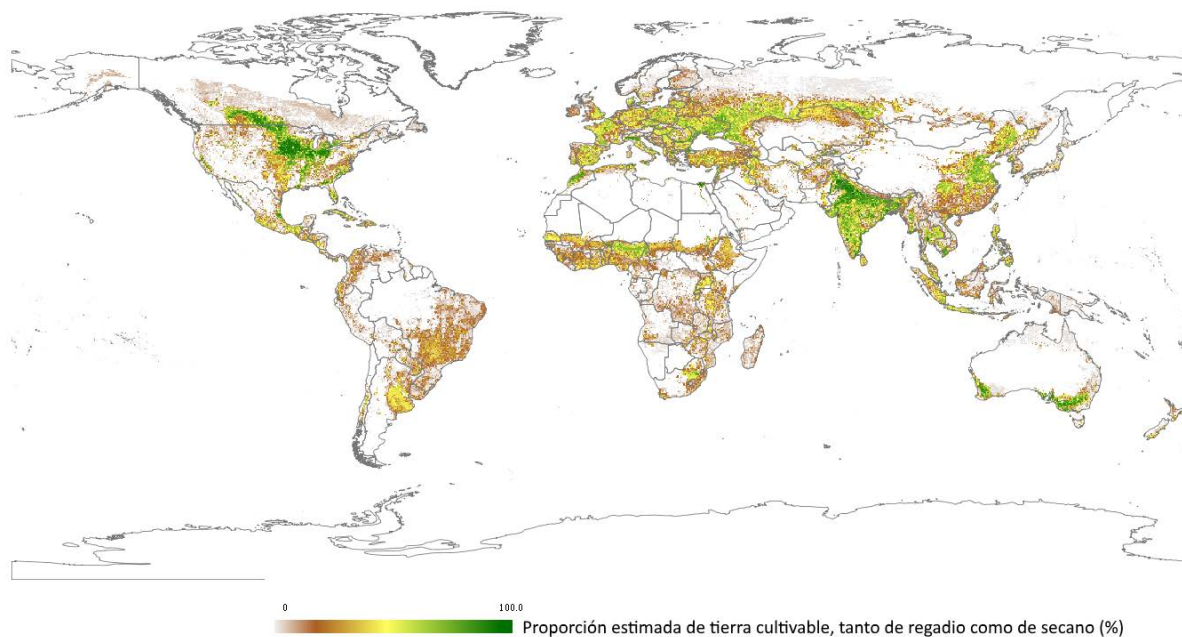 0 100.0
Proporción estimada de tierra cultivable, tanto de regadio como de secano (%)